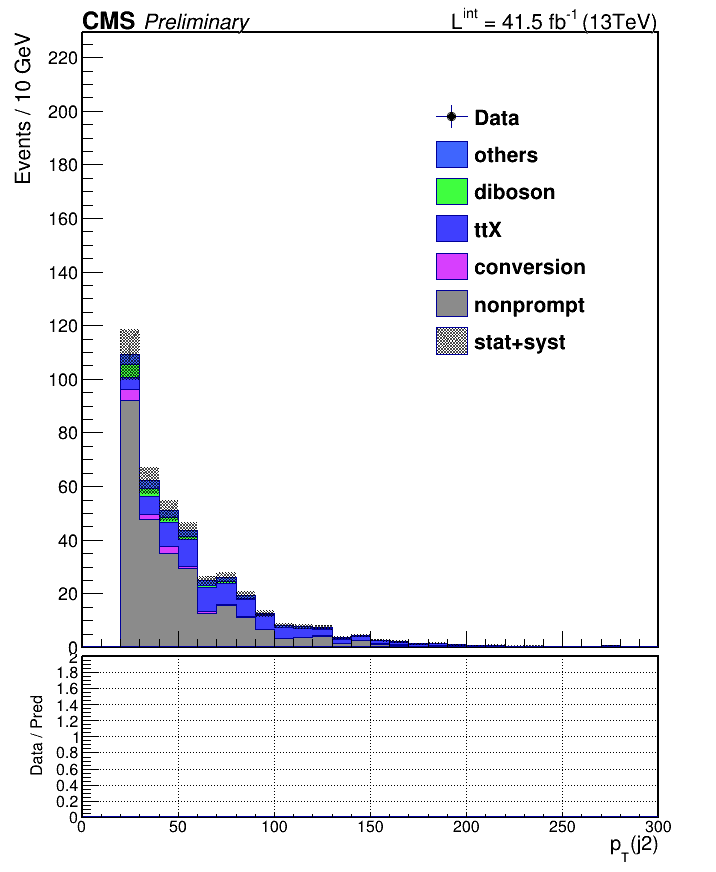 CMS Preliminary
L^int = 41.5 fb^-1 (13TeV)
Events / 10 GeV
220
200
180
160
140
120
100
80
60
40
20
0
Data
others
diboson
ttX
conversion
nonprompt
stat+syst
Data / Pred
2
1.8
1.6
1.4
1.2
1
0.8
0.6
0.4
0.2
0
0 50 100 150 200 250 300
p_T(j2)